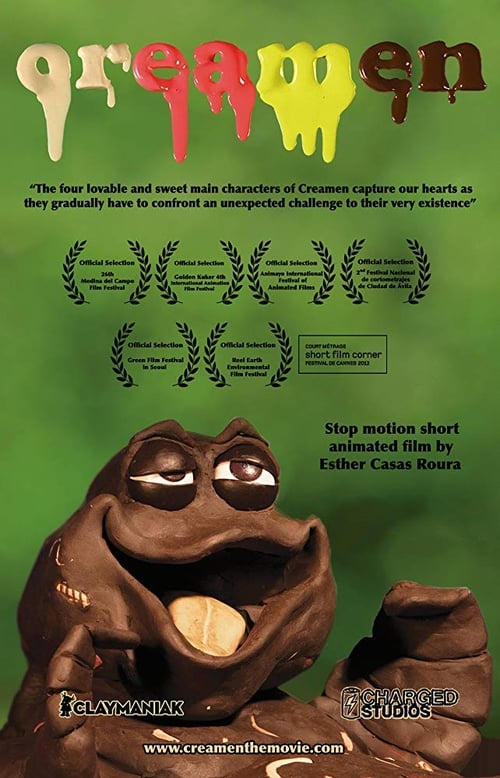 creamen
“The four lovable and sweet main characters of Creamen capture our hearts as
they gradually have to confront an unexpected challenge to their very existence”
Official Selection
26th
Medina del Campo
Film Festival
Official Selection
Golden Kuker 4th
International Animation
Film Festival
Official Selection
Animayo International
Festival of
Animated Films
Official Selection
2nd Festival Nacional
de cortometrajes
de Ciudad de Ávila
Official Selection
Green Film Festival
in Seoul
Official Selection
Reel Earth
Environmental
Film Festival
COURT MÉTRAGE
short film corner
FESTIVAL DE CANNES 2013
Stop motion short
animated film by
Esther Casas Roura
CLAYMANIAK
CHARGED
STUDIOS
www.creamenthemovie.com